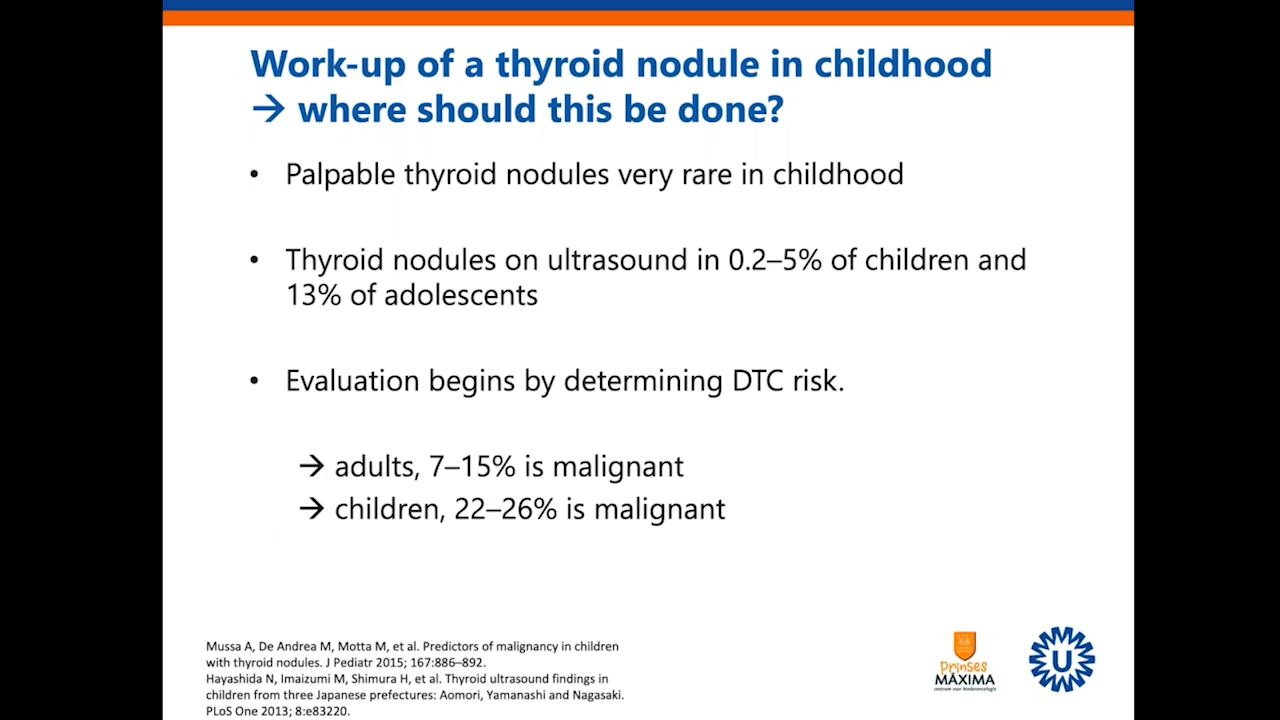 Work-up of a thyroid nodule in childhood
→ where should this be done?
• Palpable thyroid nodules very rare in childhood
• Thyroid nodules on ultrasound in 0.2–5% of children and
13% of adolescents
• Evaluation begins by determining DTC risk.
→ adults, 7–15% is malignant
→ children, 22–26% is malignant
Mussa A, De Andrea M, Motta M, et al. Predictors of malignancy in children
with thyroid nodules. J Pediatr 2015; 167:886–892.
Hayashida N, Imaizumi M, Shimura H, et al. Thyroid ultrasound findings in
children from three Japanese prefectures: Aomori, Yamanashi and Nagasaki.
PLoS One 2013; 8:e83220.
Prinses
MÁXIMA
centrum voor kinderoncologie
U